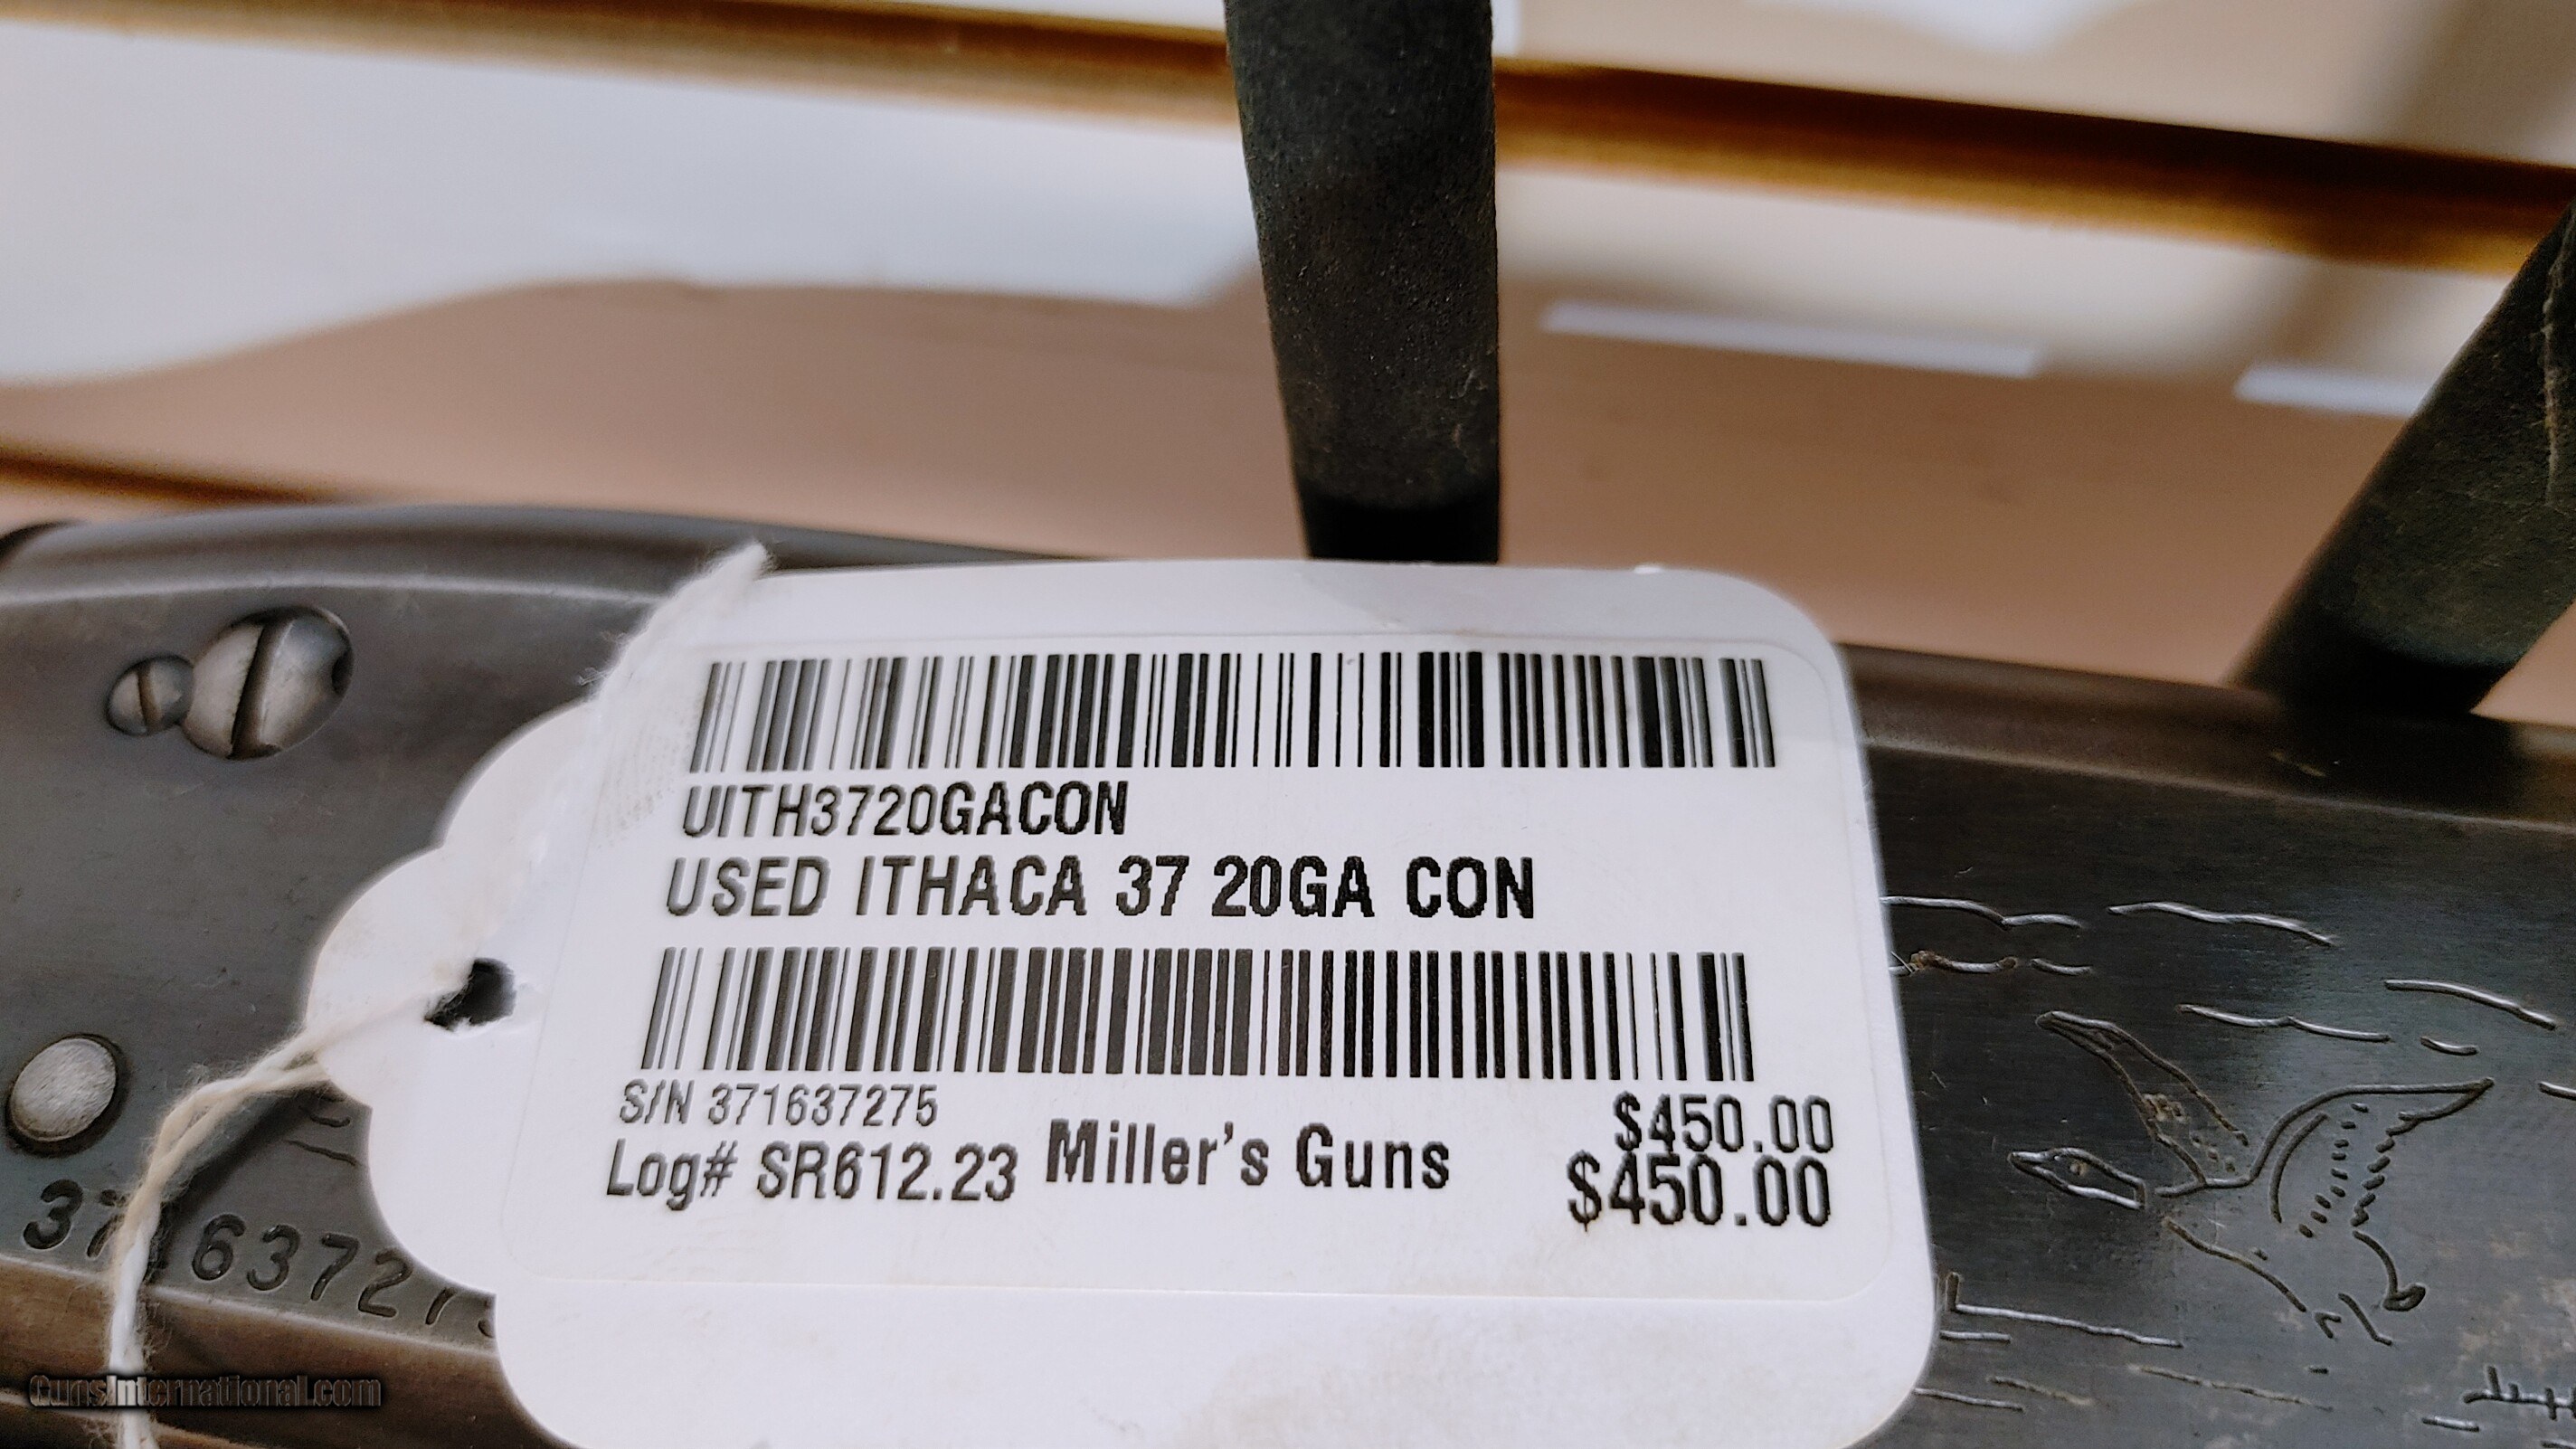 UITH3720GACON
USED ITHACA 37 20GA CON
S/N 371637275
$450.00
Log# SR612.23 Miller's Guns
$450.00
GunsInternational.com